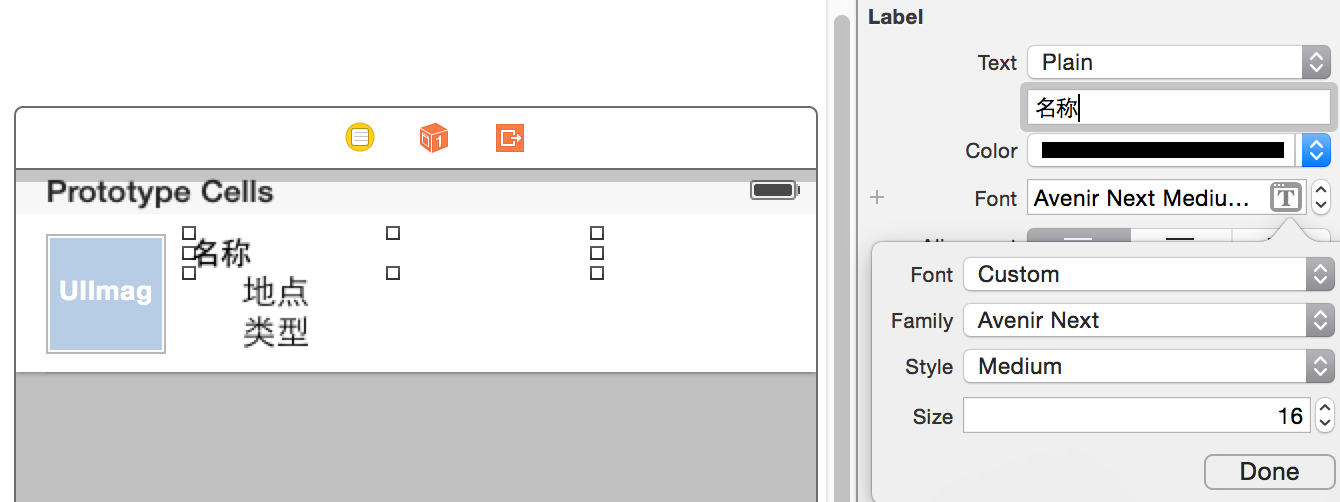 Prototype Cells
UIImag
名称
地点
类型
Label
Text Plain
名称
Color
Font Avenir Next Mediu...
T
Font Custom
Family Avenir Next
Style Medium
Size 16
Done